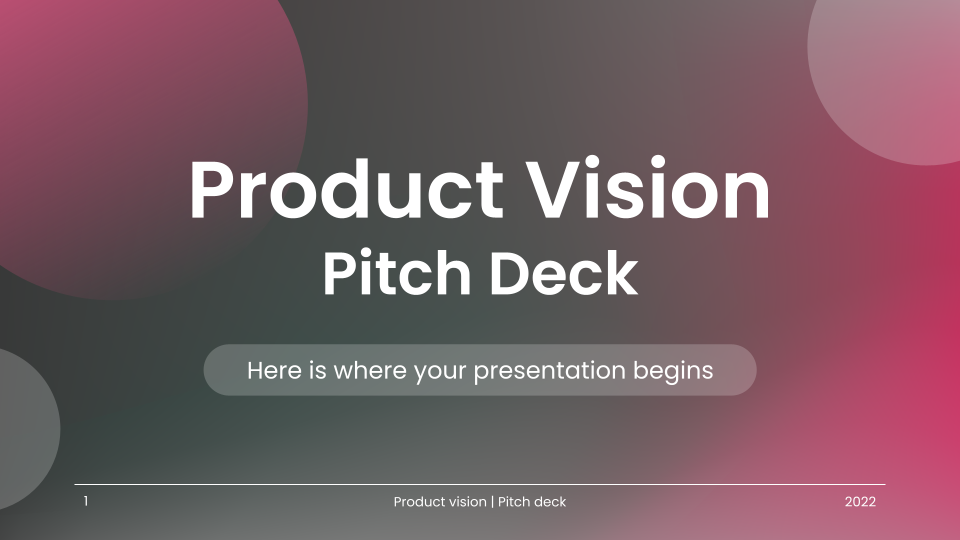 Product Vision
Pitch Deck
Here is where your presentation begins
1
Product vision | Pitch deck
2022